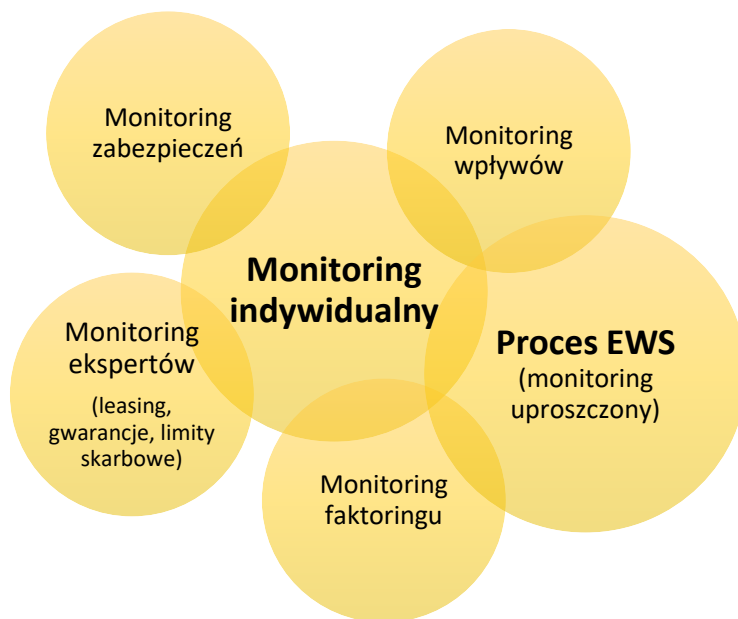 Monitoring
zabezpieczeń
Monitoring
wpływów
Monitoring
indywidualny
Proces EWS
(monitoring
uproszczony)
Monitoring
ekspertów
(leasing,
gwarancje, limity
skarbowe)
Monitoring
faktoringu